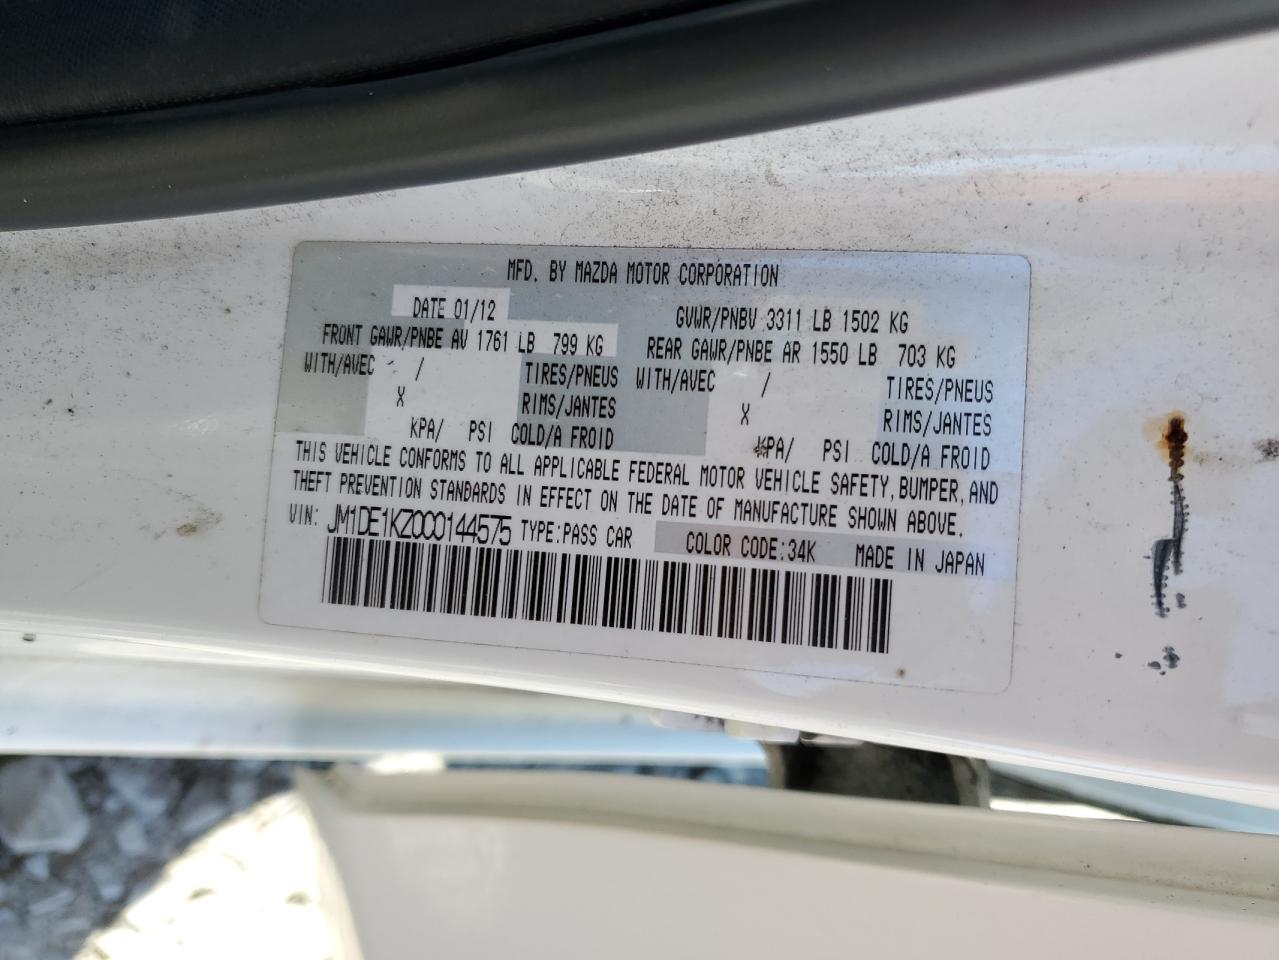 MFD. BY MAZDA MOTOR CORPORATION
DATE 01/12 GVWR/PNBV 3311 LB 1502 KG
FRONT GAWR/PNBE AV 1761 LB 799 KG REAR GAWR/PNBE AR 1550 LB 703 KG
WITH/AVEC / TIRES/PNEUS WITH/AVEC / TIRES/PNEUS
X RIMS/JANTES X RIMS/JANTES
KPA/ PSI COLD/A FROID KPA/ PSI COLD/A FROID
THIS VEHICLE CONFORMS TO ALL APPLICABLE FEDERAL MOTOR VEHICLE SAFETY, BUMPER, AND
THEFT PREVENTION STANDARDS IN EFFECT ON THE DATE OF MANUFACTURE SHOWN ABOVE.
VIN: JM1DE1KZ0C0144575 TYPE:PASS CAR COLOR CODE:34K MADE IN JAPAN